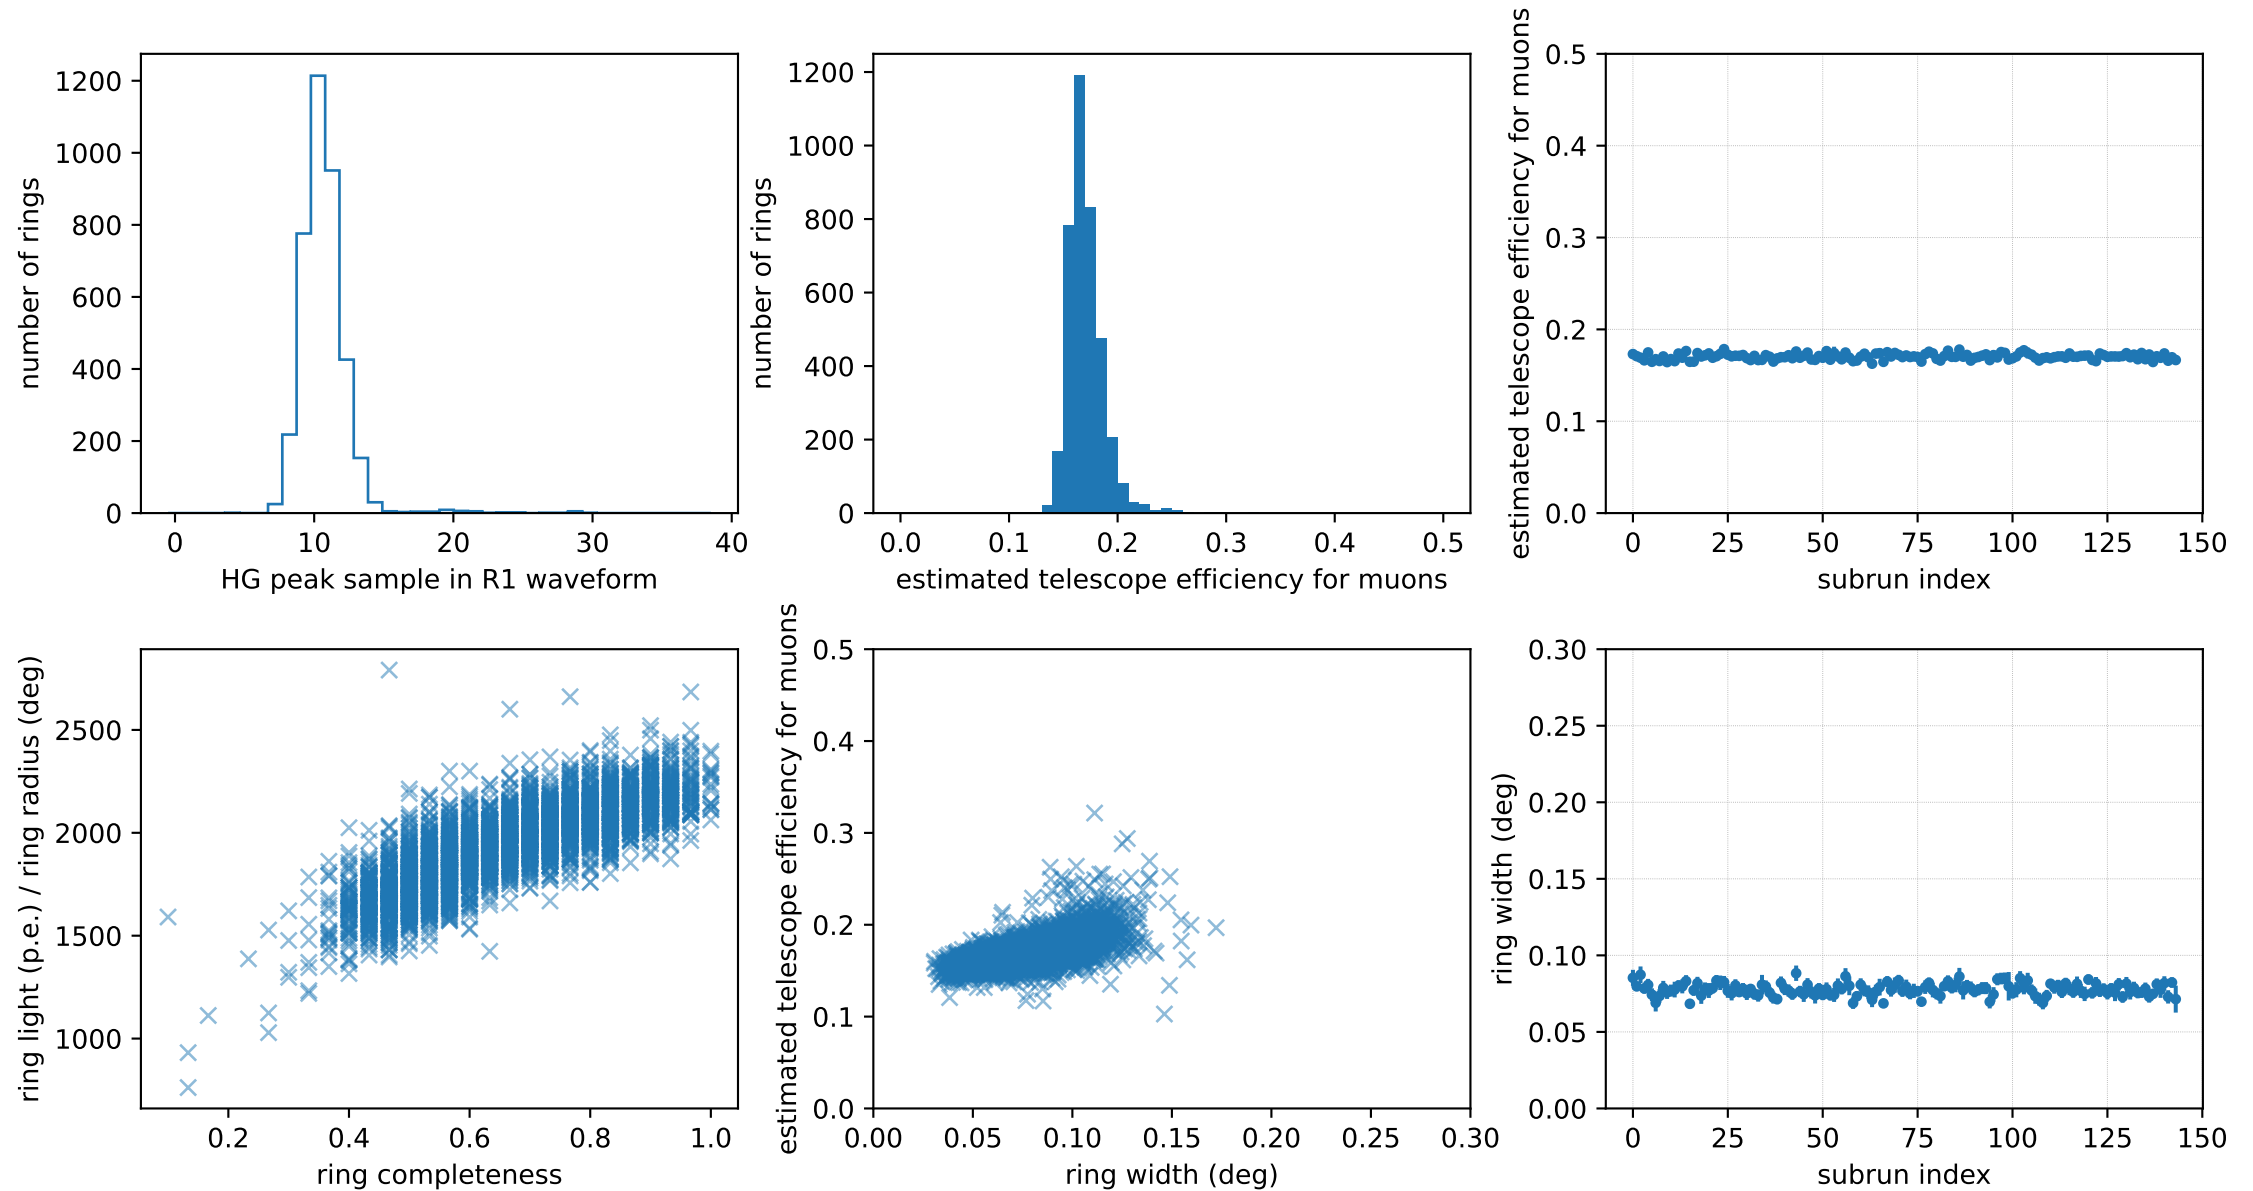 number of rings
1200
1000
800
600
400
200
0
0 10 20 30 40
HG peak sample in R1 waveform
number of rings
1200
1000
800
600
400
200
0
0.0 0.1 0.2 0.3 0.4 0.5
estimated telescope efficiency for muons
estimated telescope efficiency for muons
0.5
0.4
0.3
0.2
0.1
0.0
0 25 50 75 100 125 150
subrun index
ring light (p.e.) / ring radius (deg)
2500
2000
1500
1000
0.2 0.4 0.6 0.8 1.0
ring completeness
estimated telescope efficiency for muons
0.5
0.4
0.3
0.2
0.1
0.0
0.00 0.05 0.10 0.15 0.20 0.25 0.30
ring width (deg)
ring width (deg)
0.30
0.25
0.20
0.15
0.10
0.05
0.00
0 25 50 75 100 125 150
subrun index